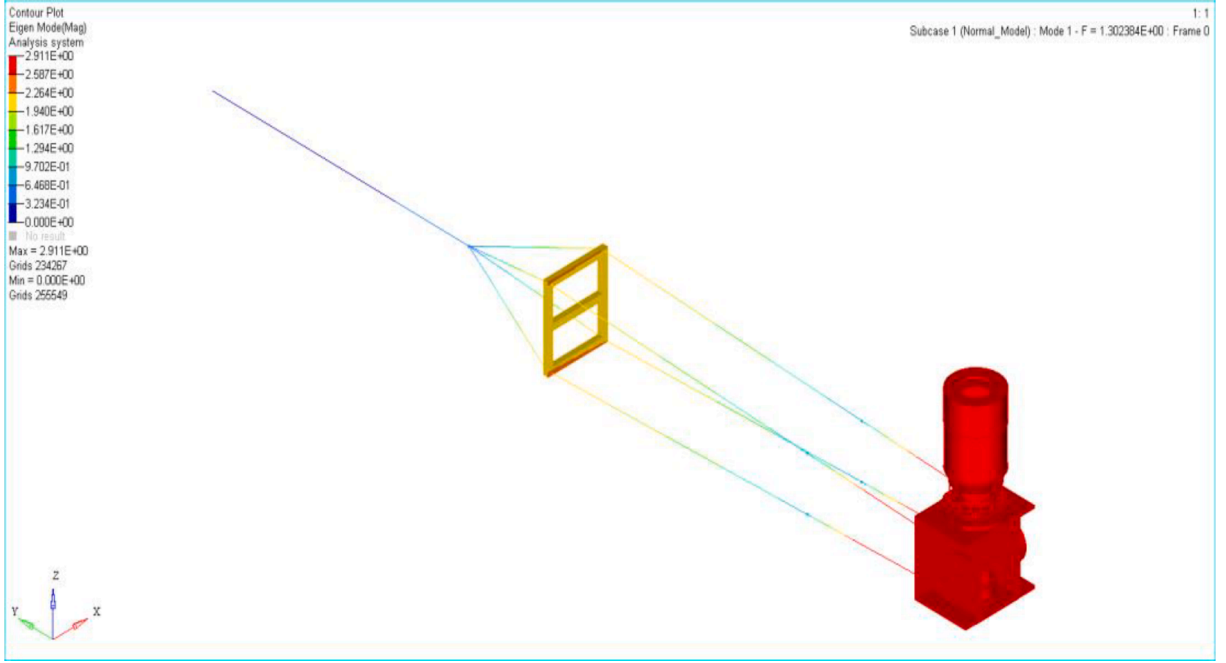 Contour Plot
1: 1
Eigen Mode(Mag)
Subcase 1 (Normal_Model) : Mode 1 - F = 1.302384E+00 : Frame 0
Analysis system
2.911E+00
2.587E+00
2.264E+00
1.940E+00
1.617E+00
1.294E+00
9.702E-01
6.468E-01
3.234E-01
0.000E+00
No result
Max = 2.911E+00
Grids 234267
Min = 0.000E+00
Grids 255549
Z
Y
X